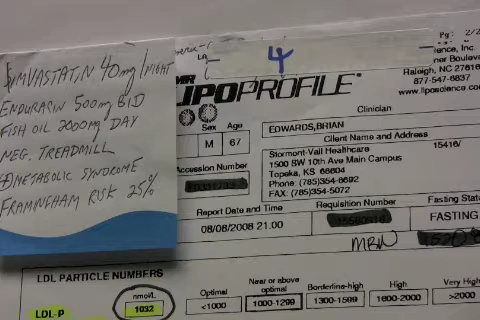 SIMVASTATIN 40mg/NIGHT
ENDURACIN 500mg BID
FISH OIL 2000mg DAY
NEG. TREADMILL
METABOLIC SYNDROME
FRAMINGHAM RISK 25%
4
Pg: 2/2
Raleigh, NC 27616
877-547-6837
www.liposcience.com
LIPOPROFILE
Clinician
Sex Age
EDWARDS, BRIAN
M 67
Client Name and Address
Stormont-Vail Healthcare 15416/
1500 SW 10th Ave Main Campus
Topeka, KS 66604
Accession Number
Phone: (785)354-6692
FAX: (785)354-5072
Report Date and Time
Requisition Number
Fasting
08/08/2008 21.00
FASTING
MRN
LDL PARTICLE NUMBERS
nmol/L
Optimal
Near or above optimal
Borderline-high
High
Very High
LDL-P
1032
<1000
1000-1299
1300-1599
1600-2000
>2000